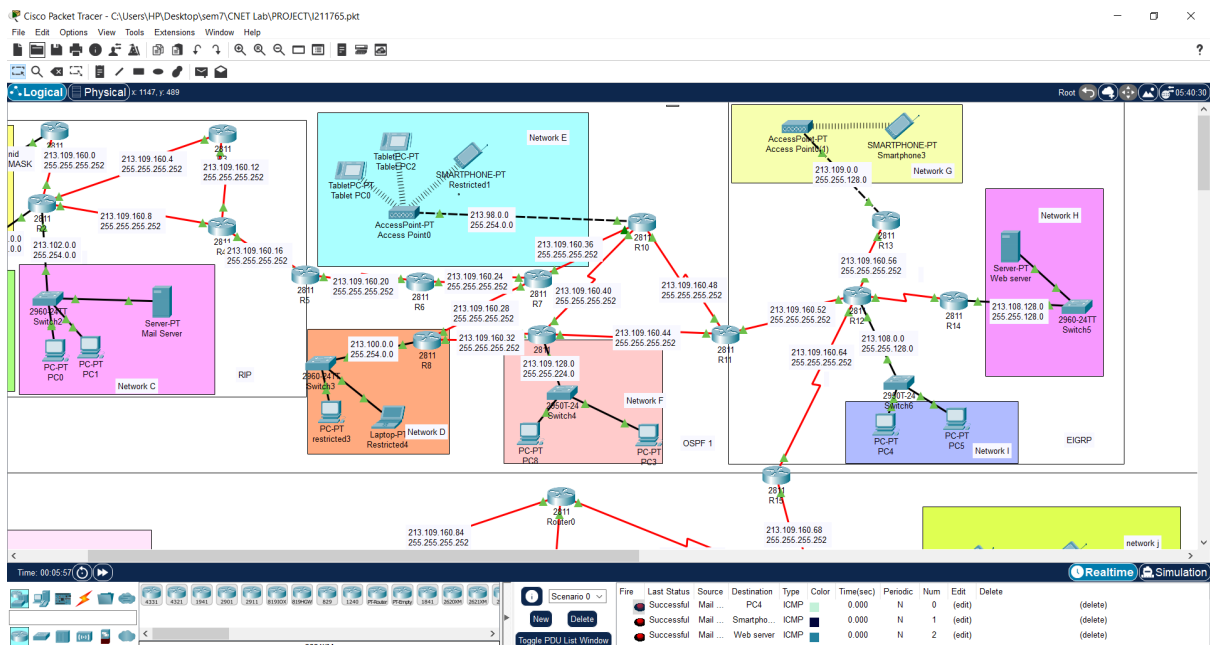 Cisco Packet Tracer - C:\Users\HP\Desktop\sem7\CNET Lab\PROJECT\I211765.pkt
File Edit Options View Tools Extensions Window Help
Logical
Physical
x: 1147, y: 489
Root
05:40:30
nid
MASK
2811
213.109.160.0
255.255.255.252
213.109.160.4
255.255.255.252
2811
213.109.160.12
255.255.255.252
2811
213.109.160.8
255.255.255.252
0.0
0.0
213.102.0.0
255.254.0.0
2811
213.109.160.16
255.255.255.252
2960-24TT
Switch2
Server-PT
Mail Server
PC-PT
PC0
PC-PT
PC1
Network C
RIP
2811
R5
213.109.160.20
255.255.255.252
2811
R6
213.109.160.24
255.255.255.252
2811
R7
Network E
TabletPC-PT
Tablet PC2
TabletPC-PT
Tablet PC0
SMARTPHONE-PT
Restricted1
AccessPoint-PT
Access Point0
213.98.0.0
255.254.0.0
2811
R10
213.109.160.36
255.255.255.252
213.109.160.40
255.255.255.252
213.109.160.48
255.255.255.252
213.109.160.28
255.255.255.252
213.109.160.32
255.255.255.252
213.109.160.44
255.255.255.252
213.100.0.0
255.254.0.0
2811
R8
2960-24TT
Switch3
PC-PT
restricted3
Laptop-PT
Restricted4
Network D
213.109.128.0
255.255.224.0
2950T-24
Switch4
Network F
PC-PT
PC8
PC-PT
PC3
OSPF 1
2811
R11
213.109.160.52
255.255.255.252
AccessPoint-PT
SMARTPHONE-PT
Smartphone3
213.109.0.0
255.255.128.0
Network G
2811
R13
213.109.160.56
255.255.255.252
R12
2811
R14
Network H
Server-PT
Web server
213.108.128.0
255.255.128.0
2960-24TT
Switch5
213.109.160.64
255.255.255.252
213.108.0.0
255.255.128.0
2950T-24
Switch6
PC-PT
PC4
PC-PT
PC5
Network I
EIGRP
2811
2811
Router0
213.109.160.84
255.255.255.252
213.109.160.68
255.255.255.252
network j
Time: 00:05:57
Realtime
Simulation
4331 4321 1941 2901 2911 819IOX 819HGW 829 1240 PT-Router PT-Empty 1841 2620XM 2621XM
Scenario 0
New
Delete
Toggle PDU List Window
Fire Last Status Source Destination Type Color Time(sec) Periodic Num Edit Delete
Successful Mail ... PC4 ICMP 0.000 N 0 (edit) (delete)
Successful Mail ... Smartpho... ICMP 0.000 N 1 (edit) (delete)
Successful Mail ... Web server ICMP 0.000 N 2 (edit) (delete)